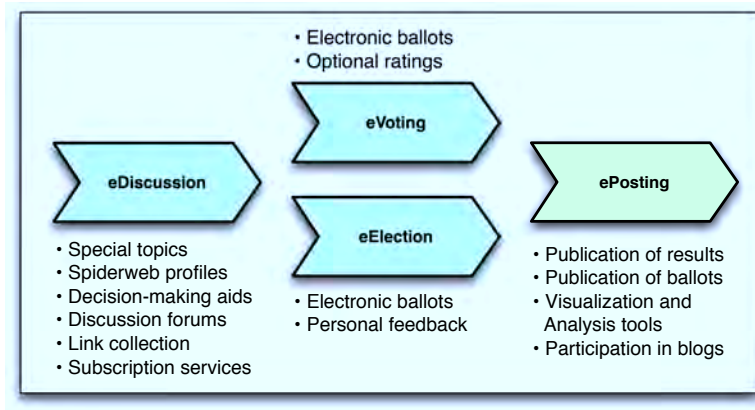 • Electronic ballots
• Optional ratings
eVoting
eDiscussion
ePosting
eElection
• Special topics
• Spiderweb profiles
• Decision-making aids
• Discussion forums
• Link collection
• Subscription services
• Electronic ballots
• Personal feedback
• Publication of results
• Publication of ballots
• Visualization and
Analysis tools
• Participation in blogs